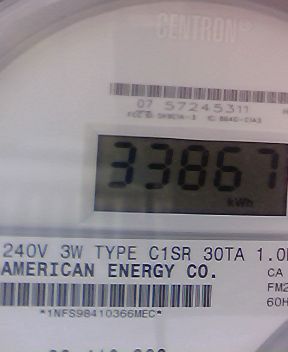 CENTRON®
07 57245311
33867
kWh
240V 3W TYPE C1SR 30TA 1.0
AMERICAN ENERGY CO.
CA
FM2
60H
*1NFS98410366MEC*